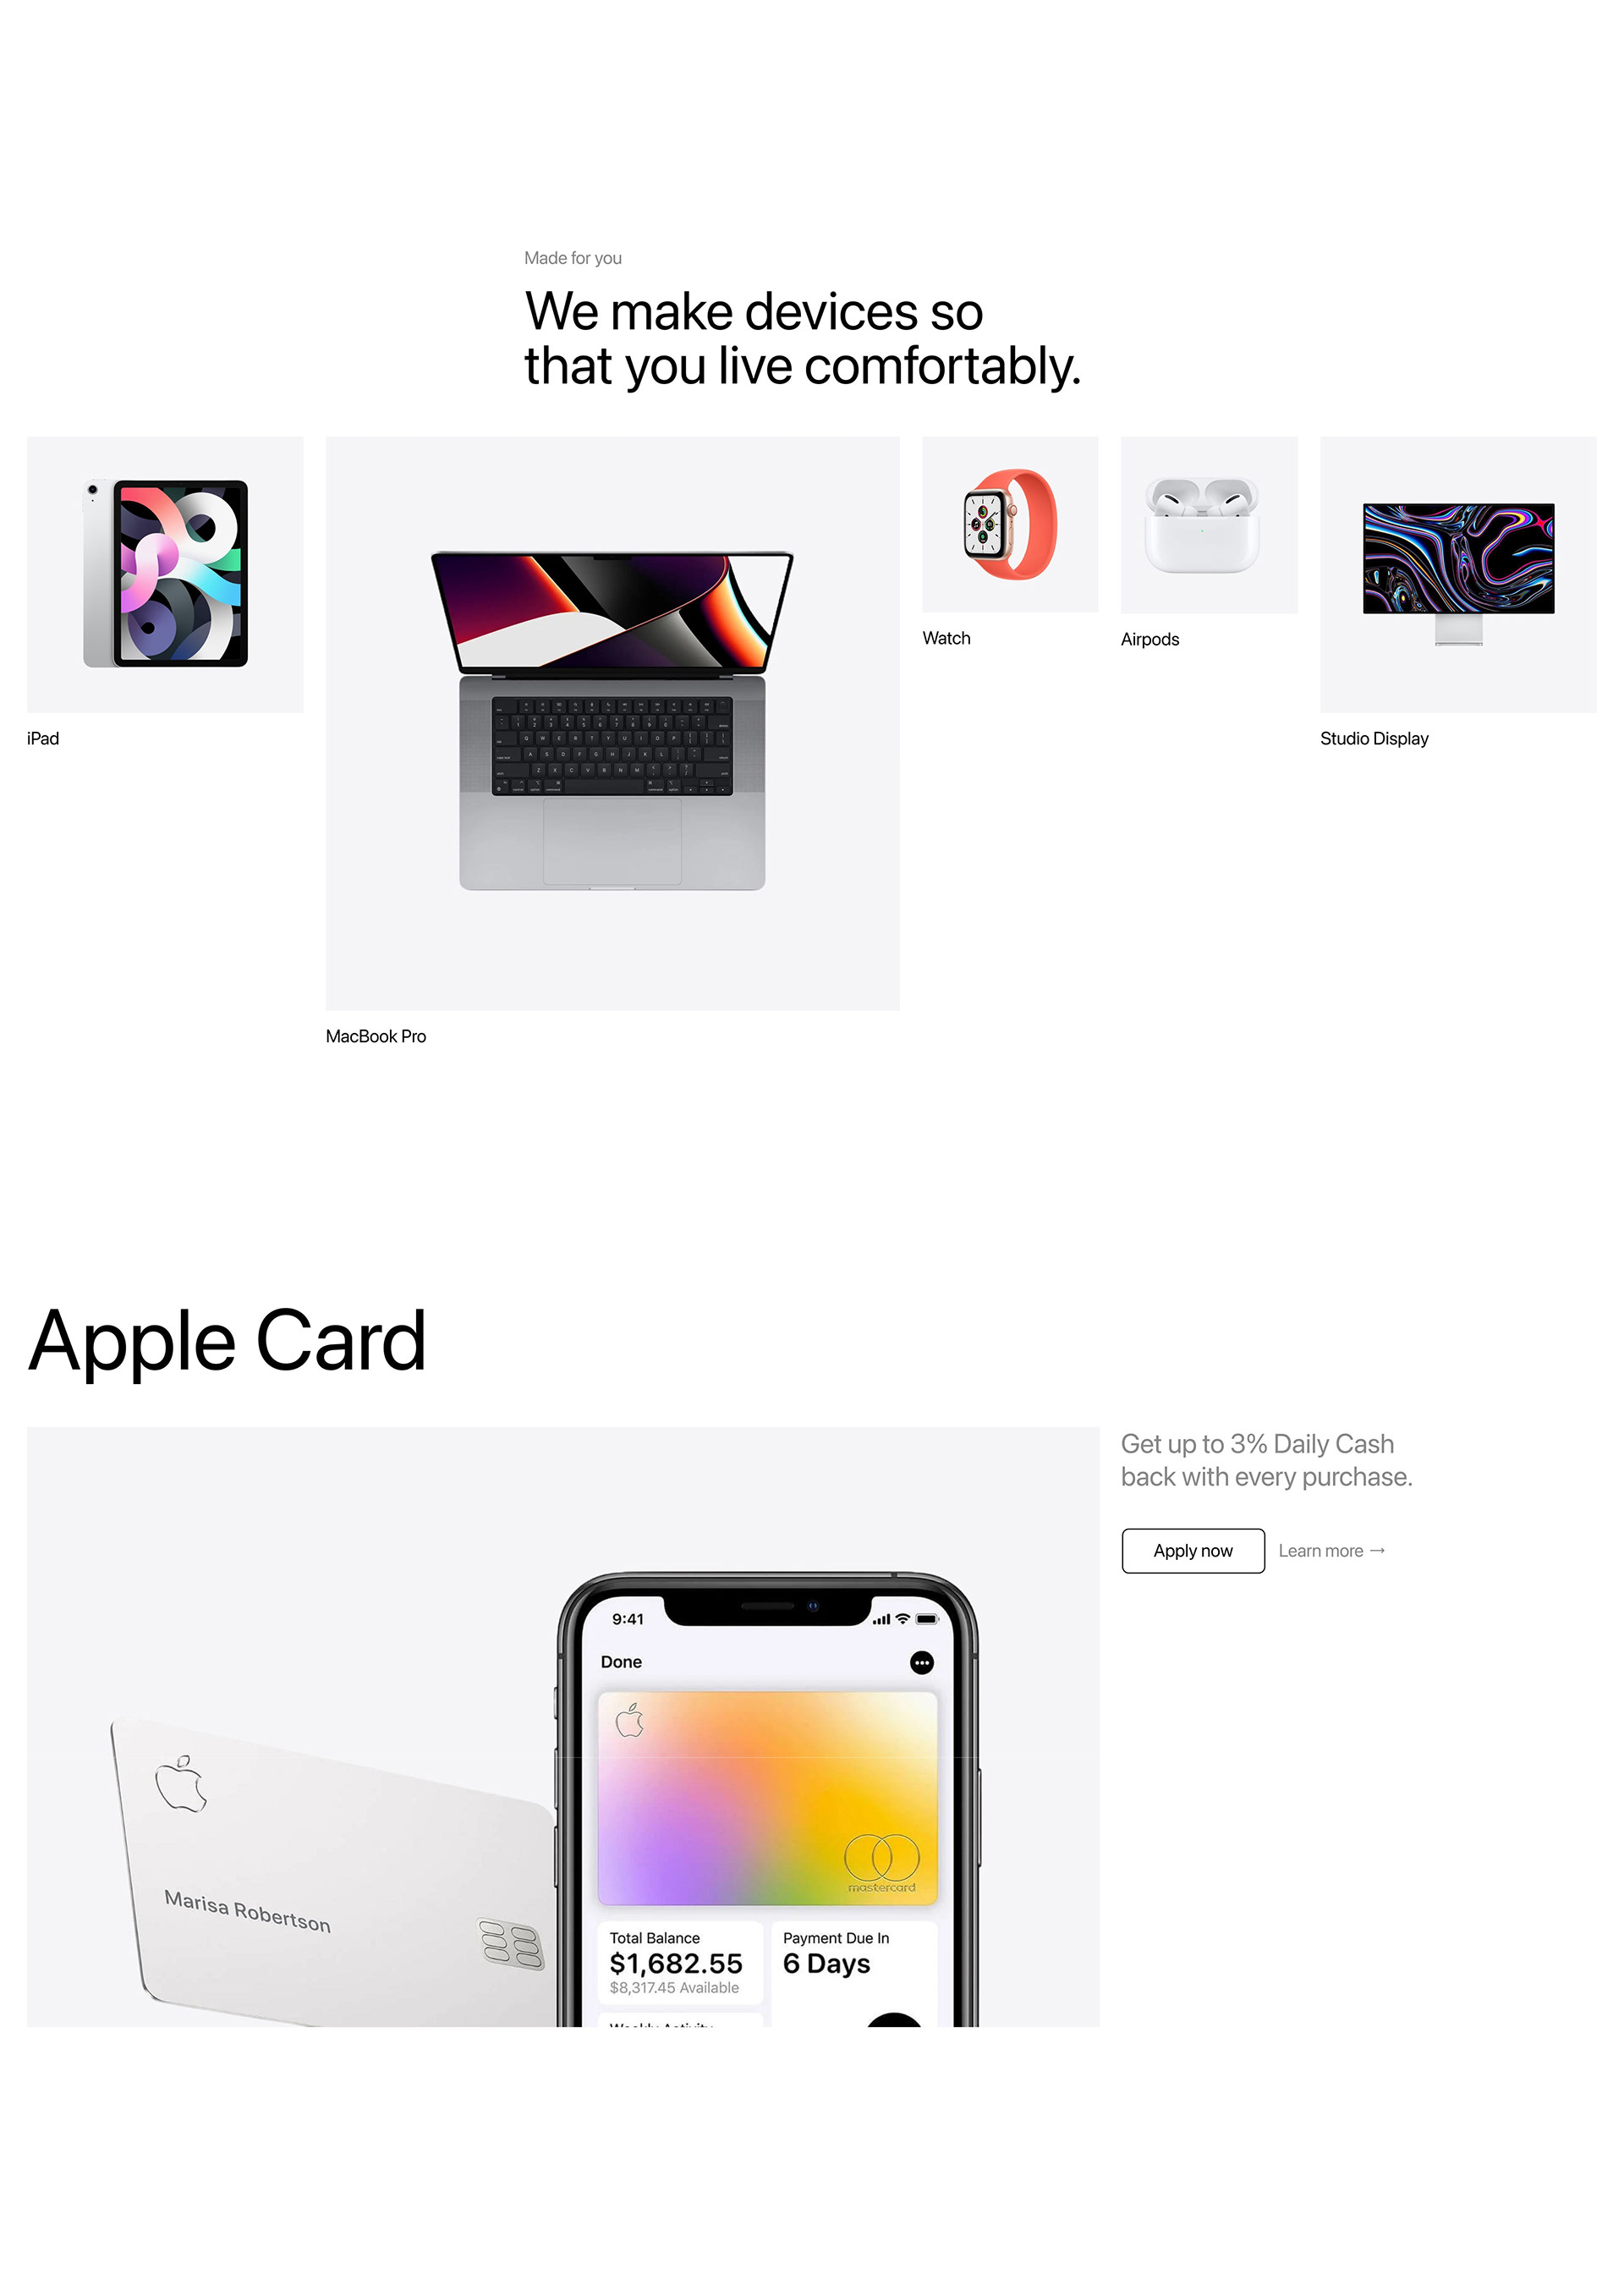 Made for you
We make devices so
that you live comfortably.
iPad
MacBook Pro
Watch
Airpods
Studio Display
Apple Card
Get up to 3% Daily Cash
back with every purchase.
Apply now
Learn more →
9:41
Done
mastercard
Marisa Robertson
Total Balance
$1,682.55
$8,317.45 Available
Payment Due In
6 Days
Weekly Activity